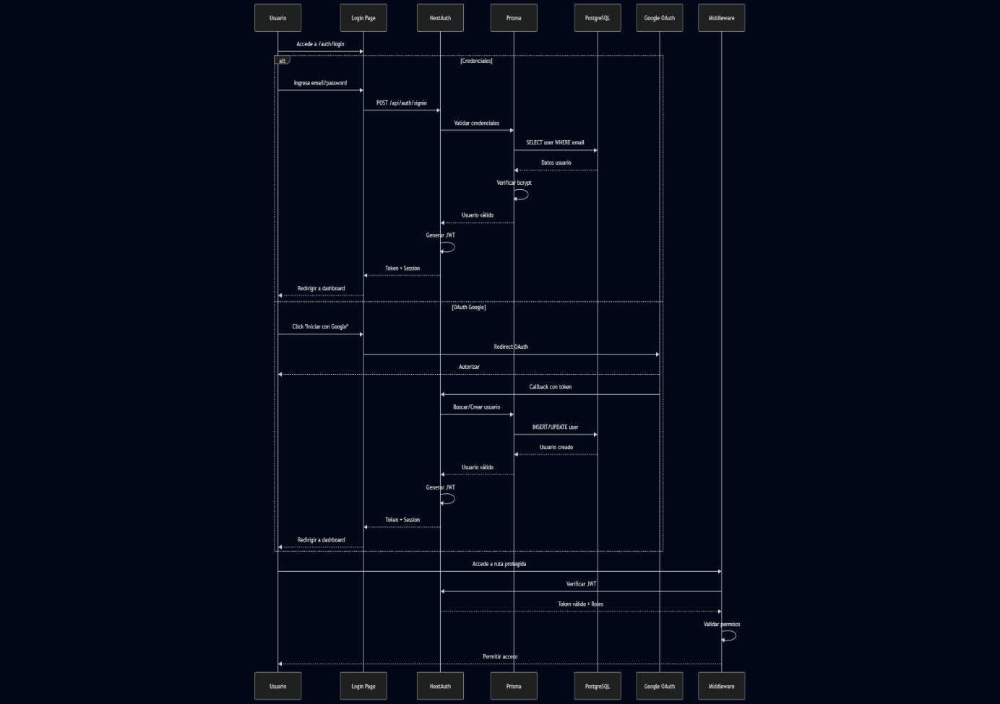 Usuario
Login Page
NextAuth
Prisma
PostgreSQL
Google OAuth
Middleware
Accede a /auth/login
alt
[Credenciales]
Ingresa email/password
POST /api/auth/signin
Validar credenciales
SELECT user WHERE email
Datos usuario
Verificar bcrypt
Usuario válido
Generar JWT
Token + Session
Redirigir a dashboard
[OAuth Google]
Click "Iniciar con Google"
Redirect OAuth
Autorizar
Callback con token
Buscar/Crear usuario
INSERT/UPDATE user
Usuario creado
Usuario válido
Generar JWT
Token + Session
Redirigir a dashboard
Accede a ruta protegida
Verificar JWT
Token válido + Roles
Validar permisos
Permitir acceso
Usuario
Login Page
NextAuth
Prisma
PostgreSQL
Google OAuth
Middleware